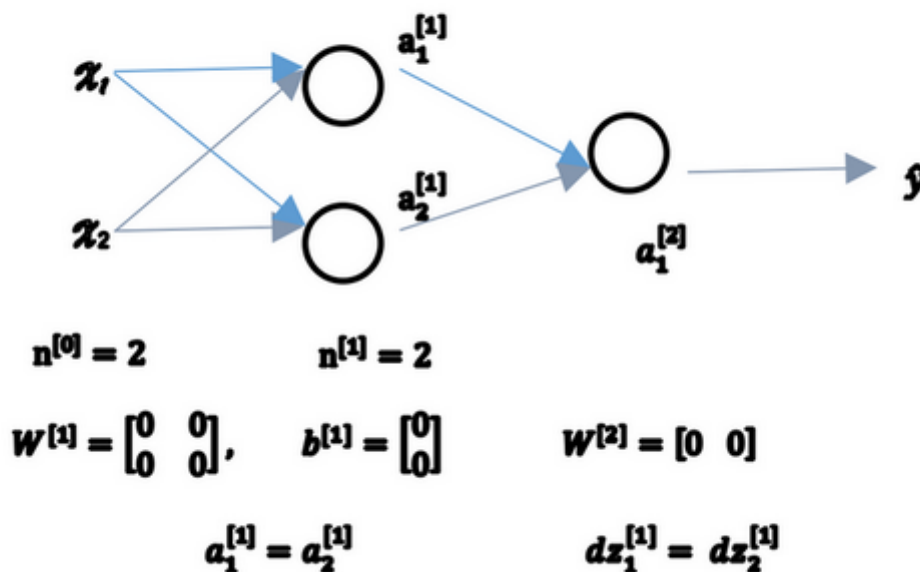 𝓧₁
a₁^[1]
a₂^[1]
𝓧₂
a₁^[2]
ŷ
n^[0] = 2 n^[1] = 2
W^[1] = [0 0; 0 0], b^[1] = [0; 0] W^[2] = [0 0]
a₁^[1] = a₂^[1] dz₁^[1] = dz₂^[1]